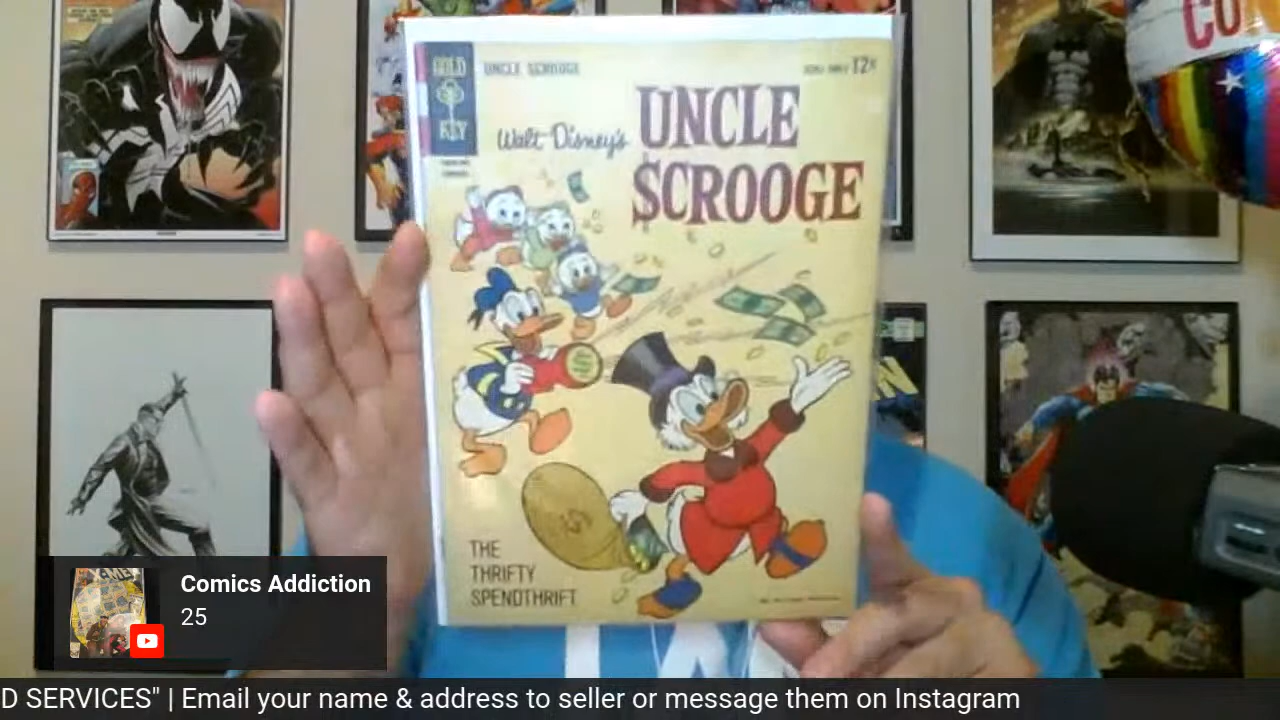 GOLD
KEY
UNCLE SCROOGE
12¢
Walt Disney's
UNCLE
$CROOGE
THE
THRIFTY
SPENDTHRIFT
Comics Addiction
25
D SERVICES" | Email your name & address to seller or message them on Instagram